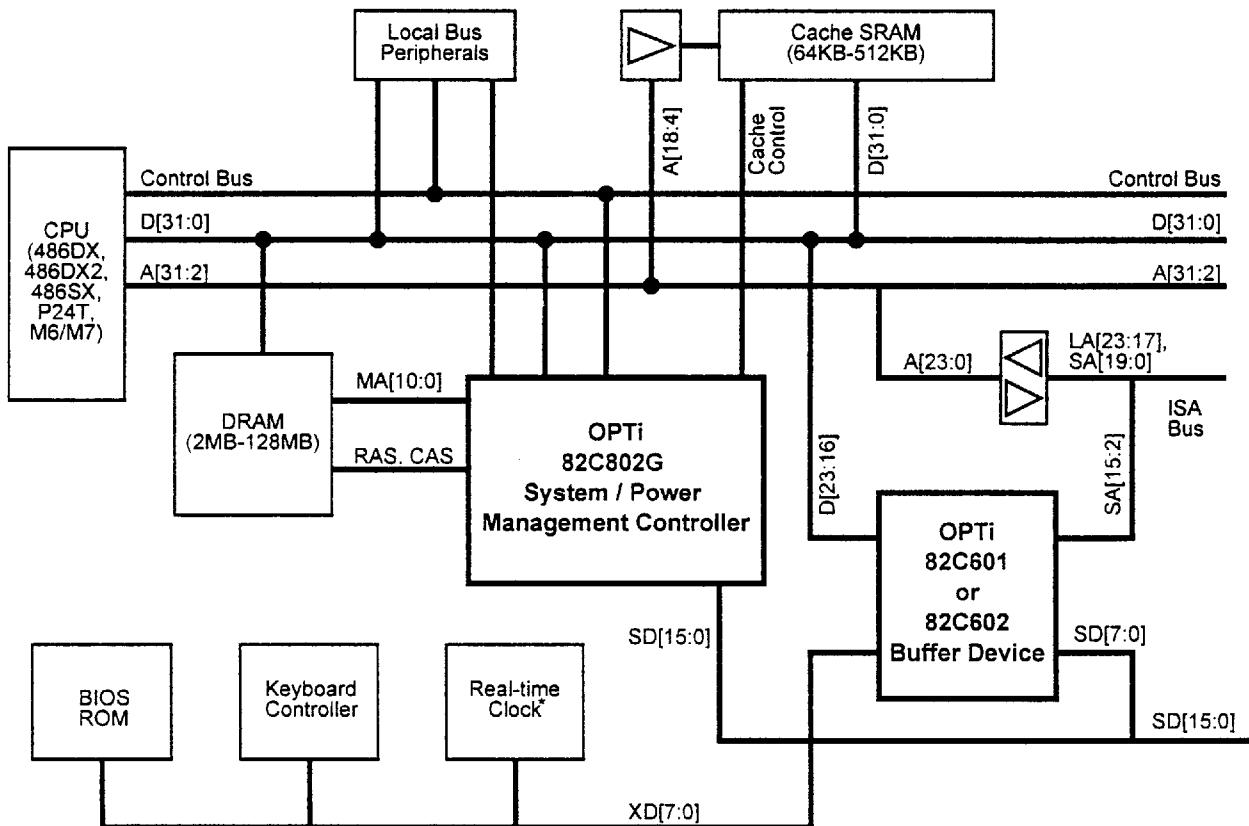 Local Bus
Peripherals
Cache SRAM
(64KB-512KB)
A[18:4]
Cache
Control
D[31:0]
Control Bus
Control Bus
D[31:0]
D[31:0]
A[31:2]
A[31:2]
CPU
(486DX,
486DX2,
486SX,
P24T,
M6/M7)
LA[23:17],
SA[19:0]
A[23:0]
ISA
Bus
MA[10:0]
DRAM
(2MB-128MB)
RAS. CAS
OPTi
82C802G
System / Power
Management Controller
D[23:16]
SA[15:2]
OPTi
82C601
or
82C602
Buffer Device
SD[15:0]
SD[7:0]
BIOS
ROM
Keyboard
Controller
Real-time
Clock*
SD[15:0]
XD[7:0]